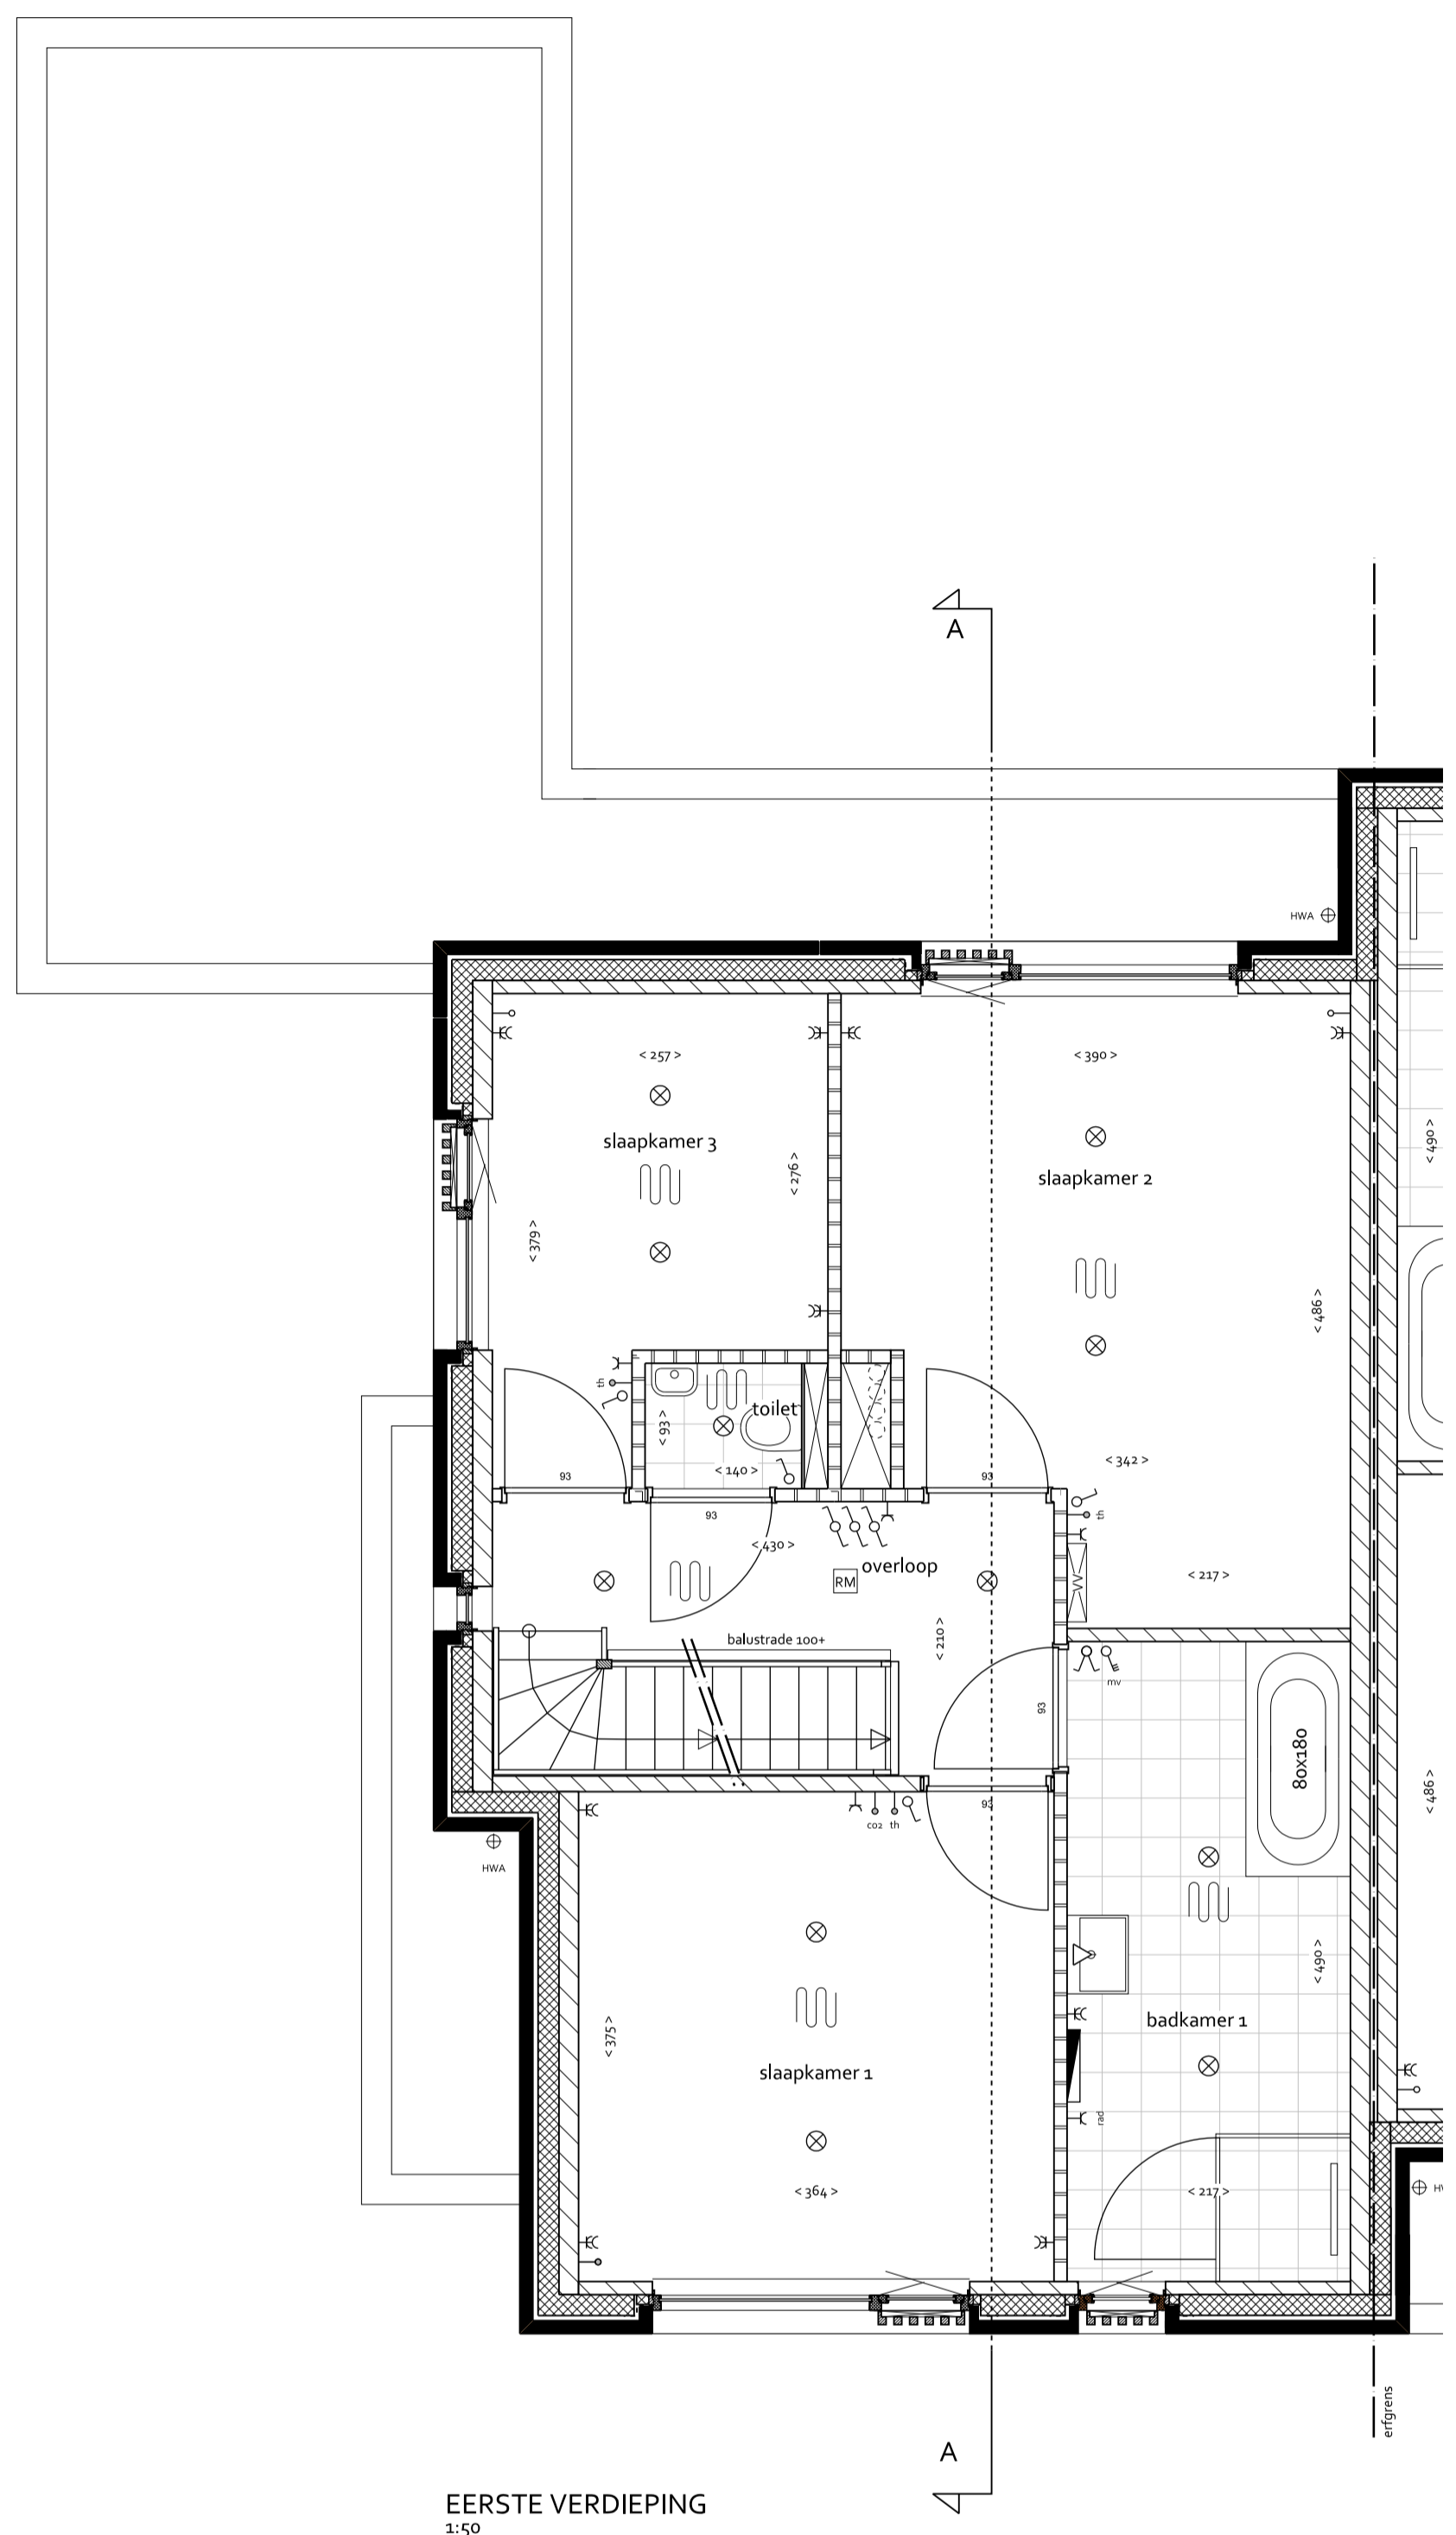 A
HWA
< 257 >
< 390 >
< 490 >
slaapkamer 3
< 276 >
slaapkamer 2
< 379 >
< 486 >
th
toilet
< 93 >
< 140 >
< 342 >
93
93
93
th
< 430 >
overloop
RM
VV
< 217 >
balustrade 100+
< 210 >
mv
93
80x180
< 486 >
93
co2 th
HWA
< 490 >
badkamer 1
< 375 >
slaapkamer 1
rad
< 364 >
< 217 >
erfgrens
A
EERSTE VERDIEPING
1:50